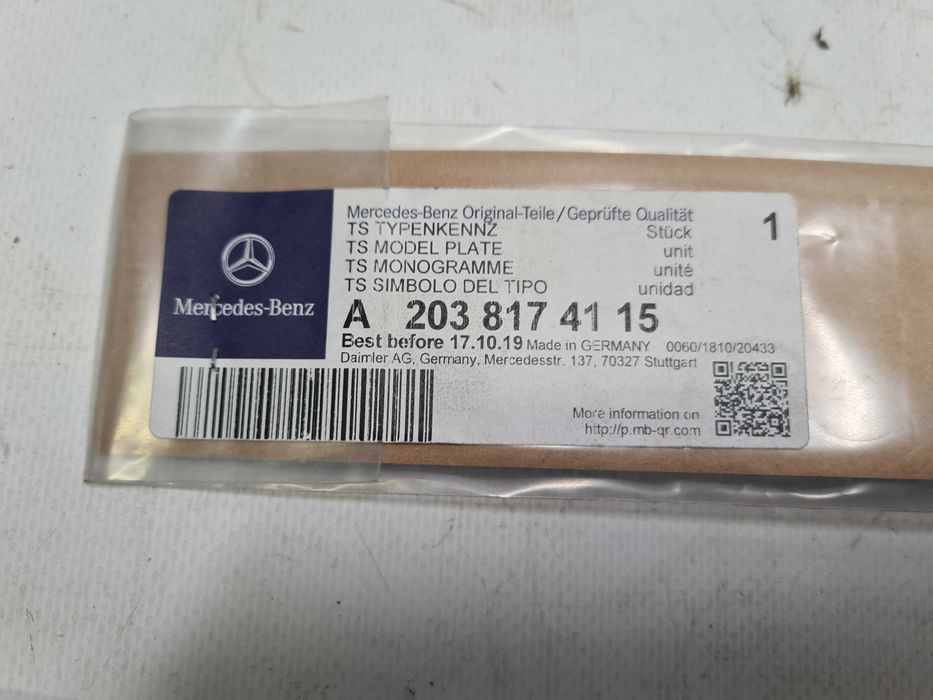 Mercedes-Benz
Mercedes-Benz Original-Teile/Geprüfte Qualität
1
TS TYPENKENNZ Stück
TS MODEL PLATE unit
TS MONOGRAMME unité
TS SIMBOLO DEL TIPO unidad
A 203 817 41 15
Best before 17.10.19 Made in GERMANY 0060/1810/20433
Daimler AG, Germany, Mercedesstr. 137, 70327 Stuttgart
More information on
http://p.mb-qr.com